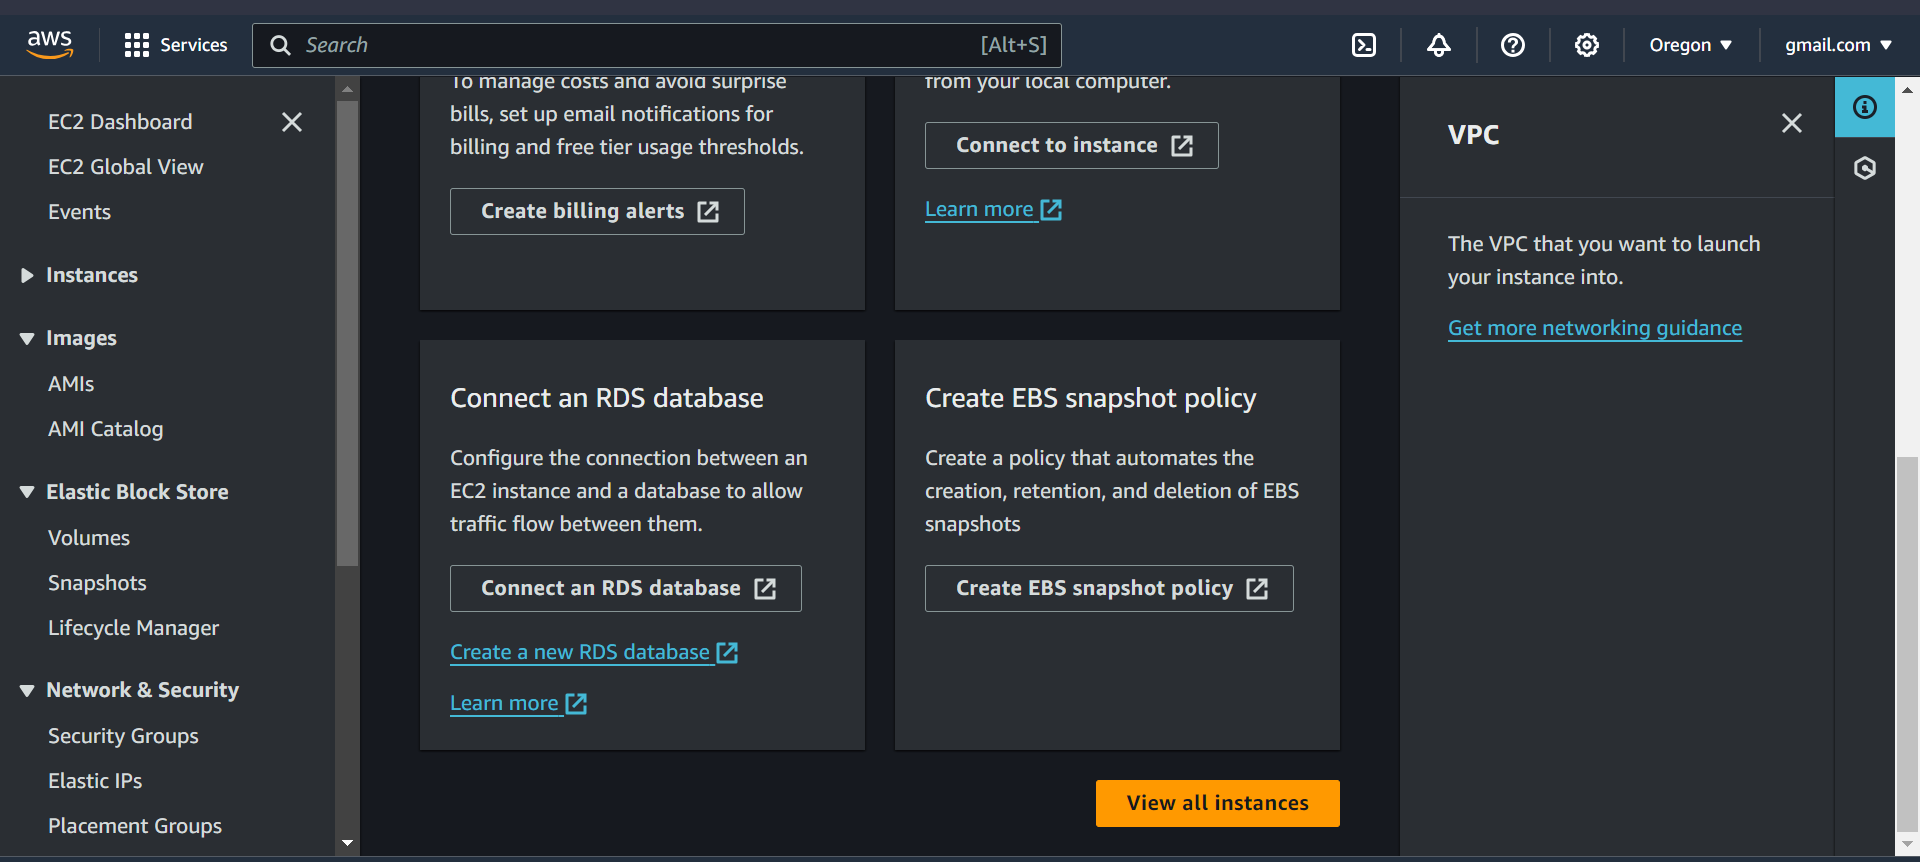 aws
Services
Search
[Alt+S]
Oregon
gmail.com
EC2 Dashboard
EC2 Global View
Events
Instances
Images
AMIs
AMI Catalog
Elastic Block Store
Volumes
Snapshots
Lifecycle Manager
Network & Security
Security Groups
Elastic IPs
Placement Groups
To manage costs and avoid surprise
bills, set up email notifications for
billing and free tier usage thresholds.
Create billing alerts
from your local computer.
Connect to instance
Learn more
Connect an RDS database
Configure the connection between an
EC2 instance and a database to allow
traffic flow between them.
Connect an RDS database
Create a new RDS database
Learn more
Create EBS snapshot policy
Create a policy that automates the
creation, retention, and deletion of EBS
snapshots
Create EBS snapshot policy
View all instances
VPC
The VPC that you want to launch
your instance into.
Get more networking guidance